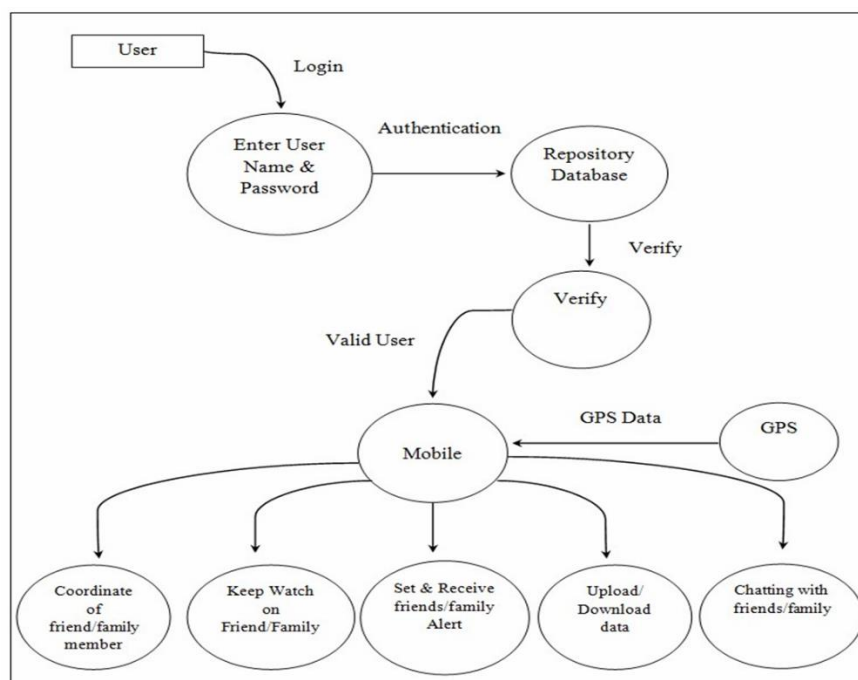 User
Login
Enter User
Name &
Password
Authentication
Repository
Database
Verify
Verify
Valid User
Mobile
GPS Data
GPS
Coordinate
of
friend/family
member
Keep Watch
on
Friend/Family
Set & Receive
friends/family
Alert
Upload/
Download
data
Chatting with
friends/family